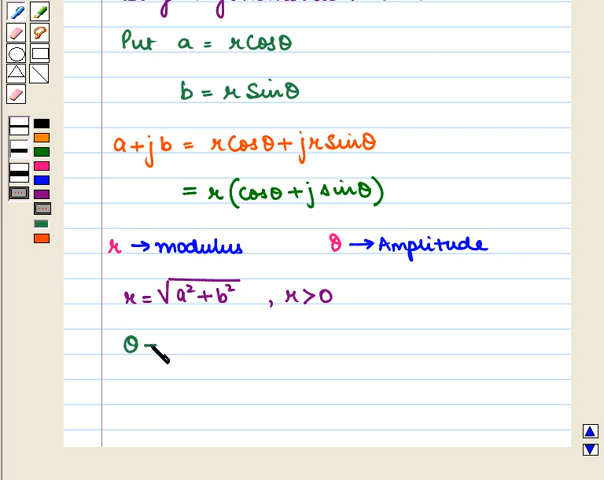 Put a = r cosθ
b = r sinθ
a+jb = r cosθ + jr sinθ
= r (cosθ + j sinθ)
r → modulus θ → Amplitude
r = √a² + b² , r > 0
θ -